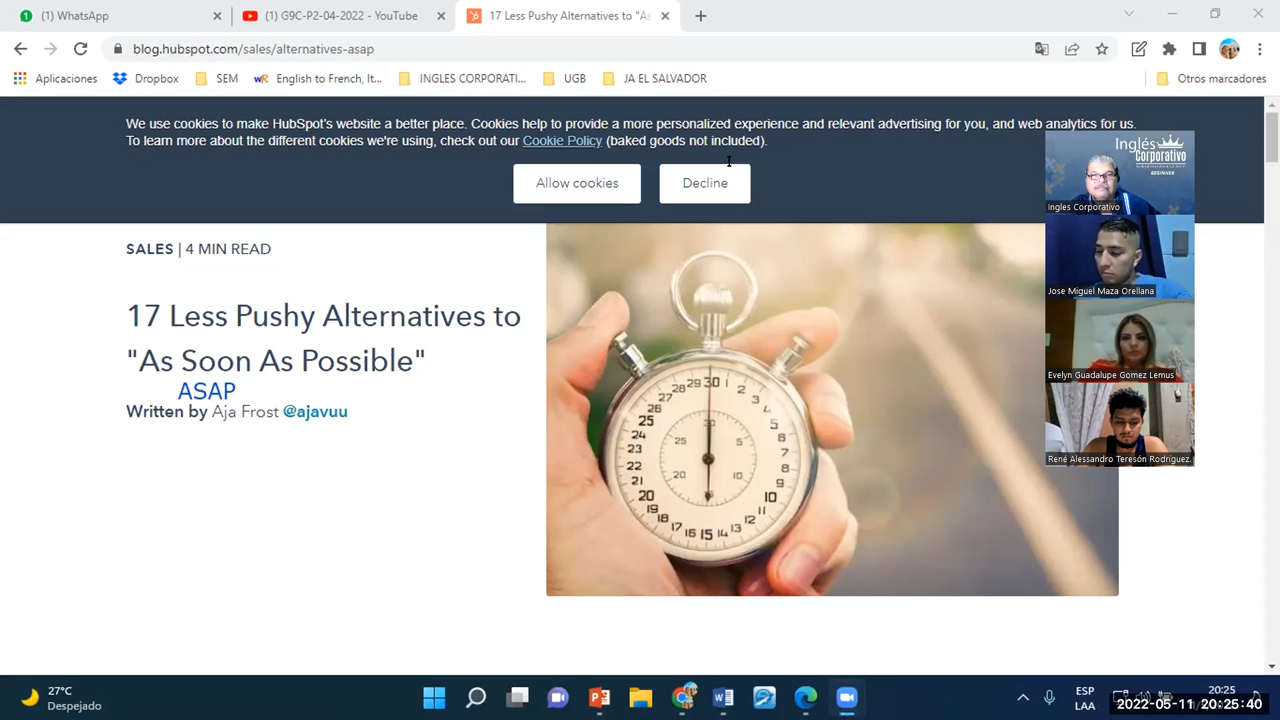 (1) WhatsApp
(1) G9C-P2-04-2022 - YouTube
17 Less Pushy Alternatives to "As
blog.hubspot.com/sales/alternatives-asap
Aplicaciones
Dropbox
SEM
English to French, It...
INGLES CORPORATI...
UGB
JA EL SALVADOR
Otros marcadores
We use cookies to make HubSpot's website a better place. Cookies help to provide a more personalized experience and relevant advertising for you, and web analytics for us.
To learn more about the different cookies we're using, check out our Cookie Policy (baked goods not included).
Allow cookies
Decline
Inglés
Corporativo
BEGINNER
Ingles Corporativo
Jose Miguel Maza Orellana
Evelyn Guadalupe Gomez Lemus
René Alessandro Teresón Rodríguez.
SALES | 4 MIN READ
17 Less Pushy Alternatives to
"As Soon As Possible"
ASAP
Written by Aja Frost @ajavuu
27°C
Despejado
ESP
LAA
20:25
2022-05-11 20:25:40